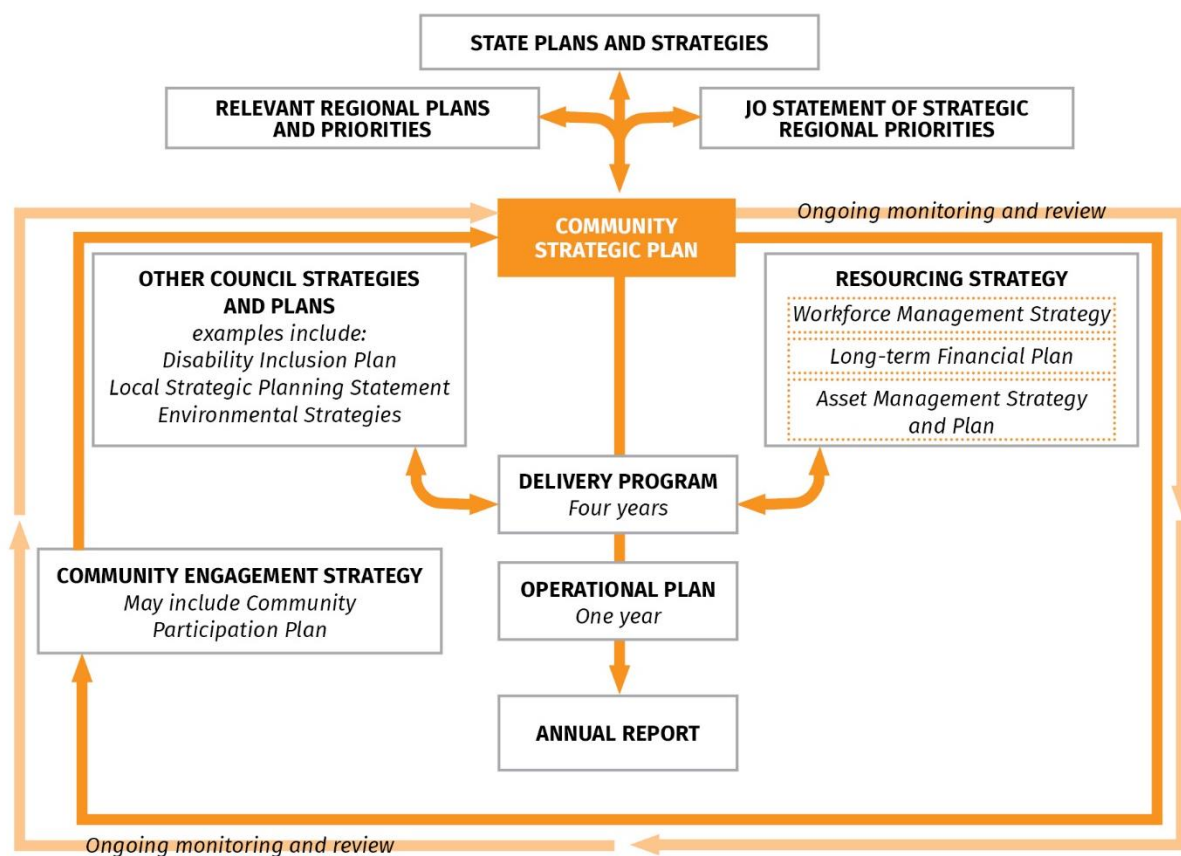 STATE PLANS AND STRATEGIES
RELEVANT REGIONAL PLANS
AND PRIORITIES
JO STATEMENT OF STRATEGIC
REGIONAL PRIORITIES
Ongoing monitoring and review
COMMUNITY
STRATEGIC PLAN
OTHER COUNCIL STRATEGIES
AND PLANS
examples include:
Disability Inclusion Plan
Local Strategic Planning Statement
Environmental Strategies
RESOURCING STRATEGY
Workforce Management Strategy
Long-term Financial Plan
Asset Management Strategy
and Plan
DELIVERY PROGRAM
Four years
COMMUNITY ENGAGEMENT STRATEGY
May include Community
Participation Plan
OPERATIONAL PLAN
One year
ANNUAL REPORT
Ongoing monitoring and review